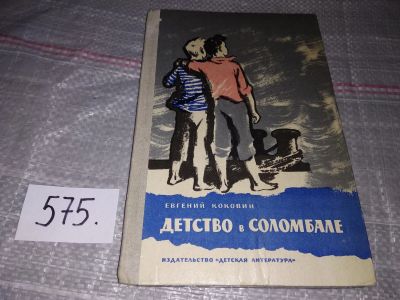 575.
ЕВГЕНИЙ КОКОВИН
ДЕТСТВО в СОЛОМБАЛЕ
ИЗДАТЕЛЬСТВО "ДЕТСКАЯ ЛИТЕРАТУРА"